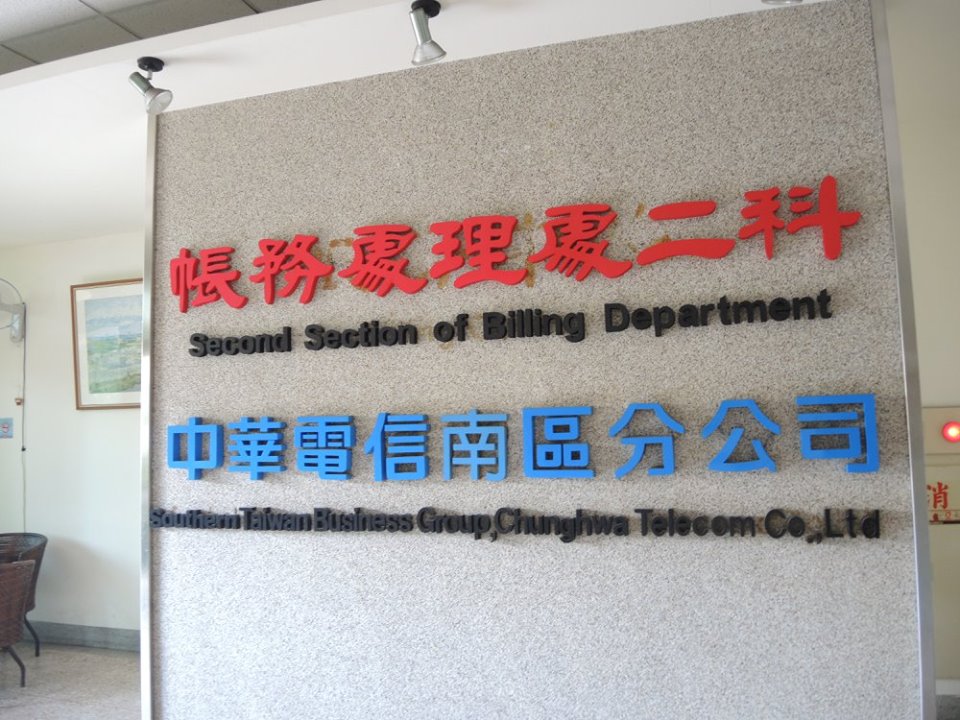 帳務處理處二科
Second Section of Billing Department
中華電信南區分公司
Southern Taiwan Business Group,Chunghwa Telecom Co,.Ltd
消